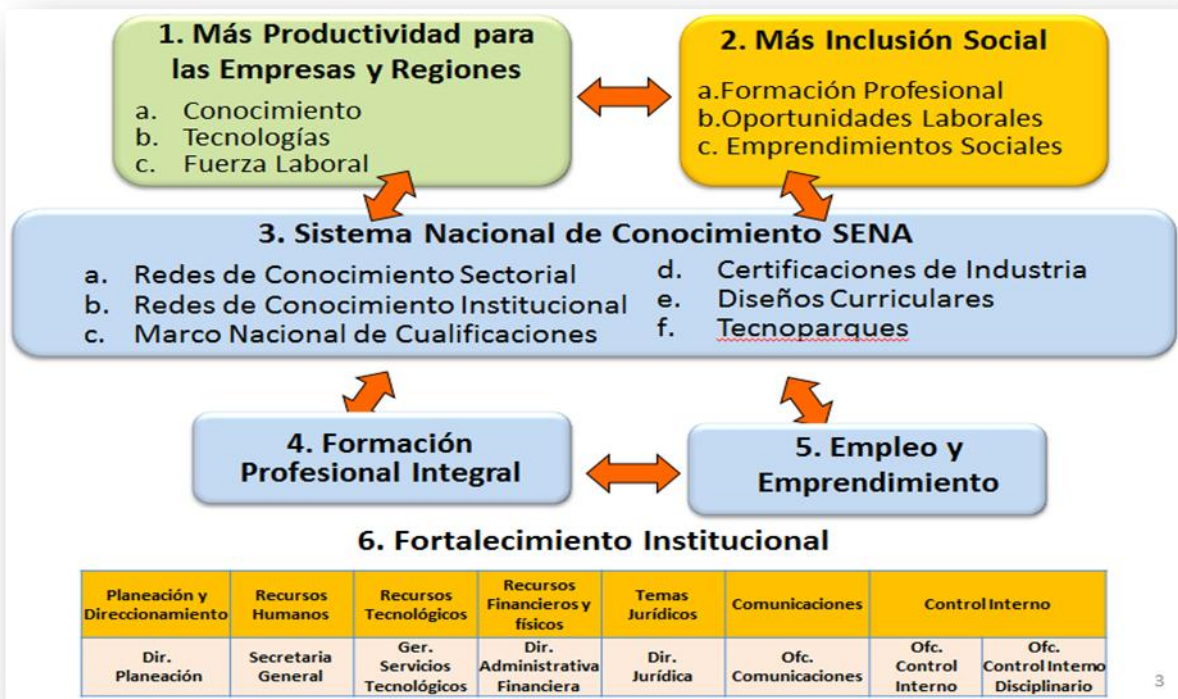 1. Más Productividad para
las Empresas y Regiones
a. Conocimiento
b. Tecnologías
c. Fuerza Laboral
2. Más Inclusión Social
a.Formación Profesional
b.Oportunidades Laborales
c. Emprendimientos Sociales
3. Sistema Nacional de Conocimiento SENA
a. Redes de Conocimiento Sectorial
b. Redes de Conocimiento Institucional
c. Marco Nacional de Cualificaciones
d. Certificaciones de Industria
e. Diseños Curriculares
f. Tecnoparques
4. Formación
Profesional Integral
5. Empleo y
Emprendimiento
6. Fortalecimiento Institucional
Planeación y
Direccionamiento
Recursos
Humanos
Recursos
Tecnológicos
Recursos
Financieros y
físicos
Temas
Jurídicos
Comunicaciones
Control Interno
Dir.
Planeación
Secretaria
General
Ger.
Servicios
Tecnológicos
Dir.
Administrativa
Financiera
Dir.
Jurídica
Ofc.
Comunicaciones
Ofc.
Control
Interno
Ofc.
Control Interno
Disciplinario
3